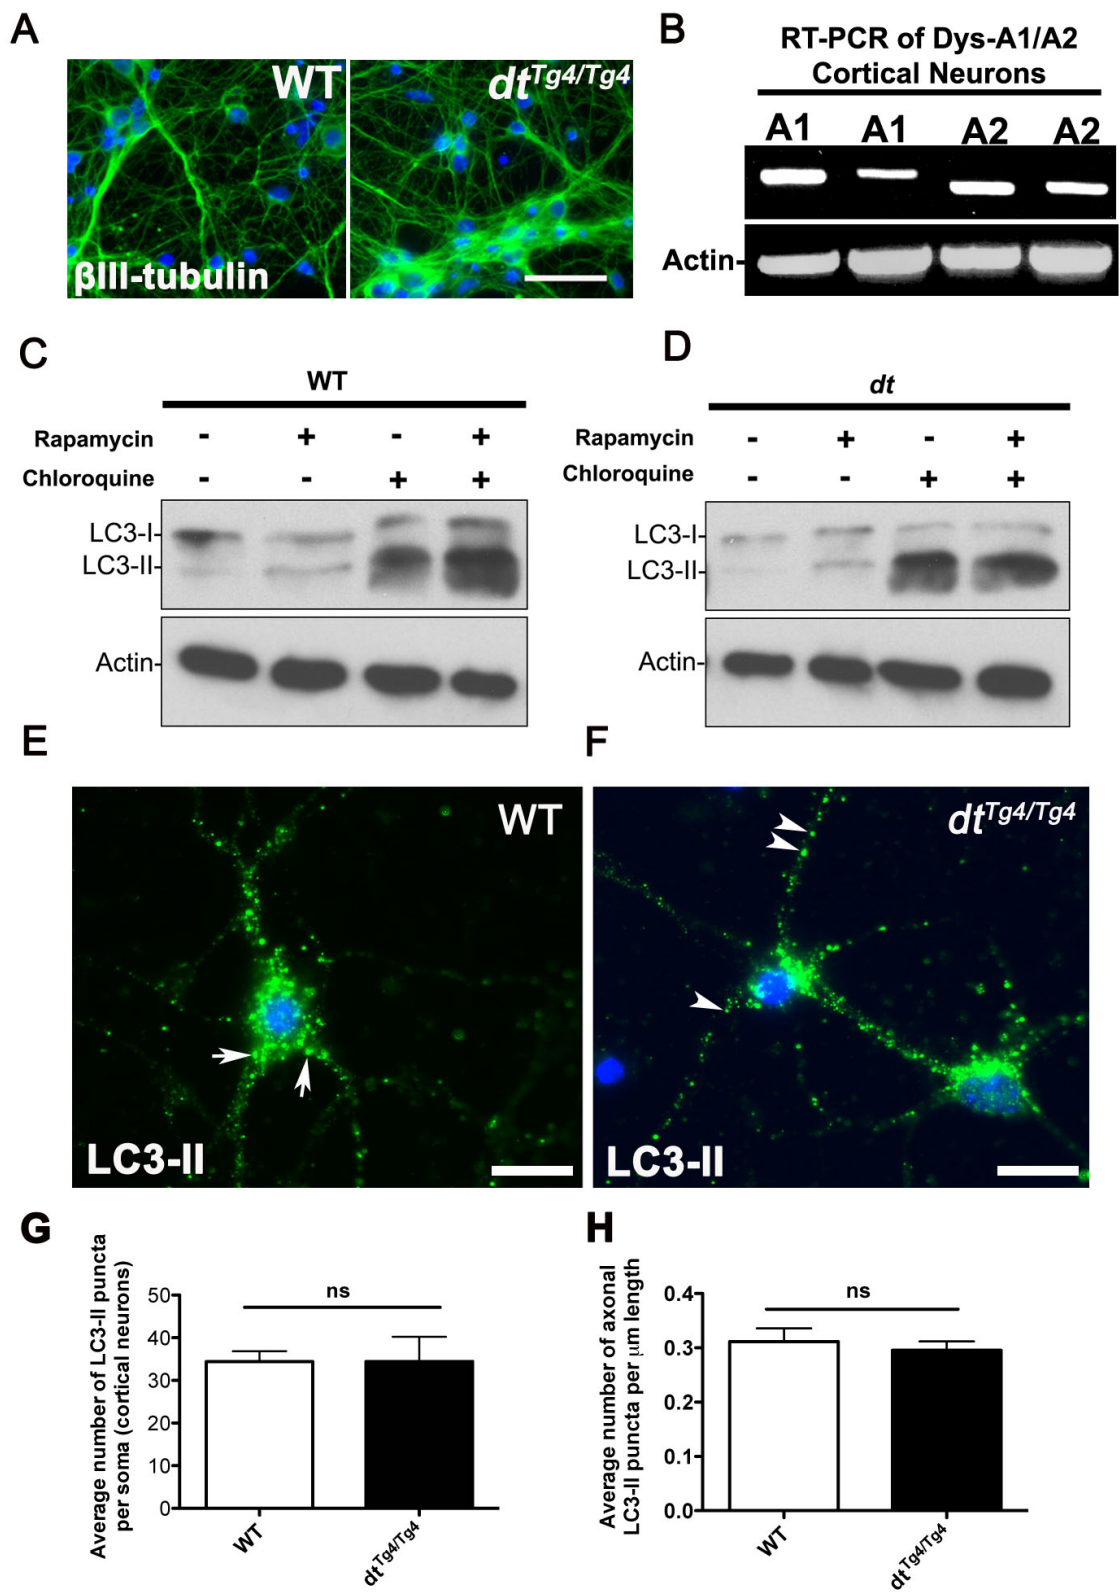 A
WT
dtTg4/Tg4
βIII-tubulin
B
RT-PCR of Dys-A1/A2
Cortical Neurons
A1 A1 A2 A2
Actin-
C
WT
Rapamycin - + - +
Chloroquine - - + +
LC3-I
LC3-II
Actin-
D
dt
Rapamycin - + - +
Chloroquine - - + +
LC3-I
LC3-II
Actin-
E
WT
LC3-II
F
dtTg4/Tg4
LC3-II
G
Average number of LC3-II puncta
per soma (cortical neurons)
50
40
30
20
10
0
ns
WT
dtTg4/Tg4
H
Average number of axonal
LC3-II puncta per μm length
0.4
0.3
0.2
0.1
0.0
ns
WT
dtTg4/Tg4